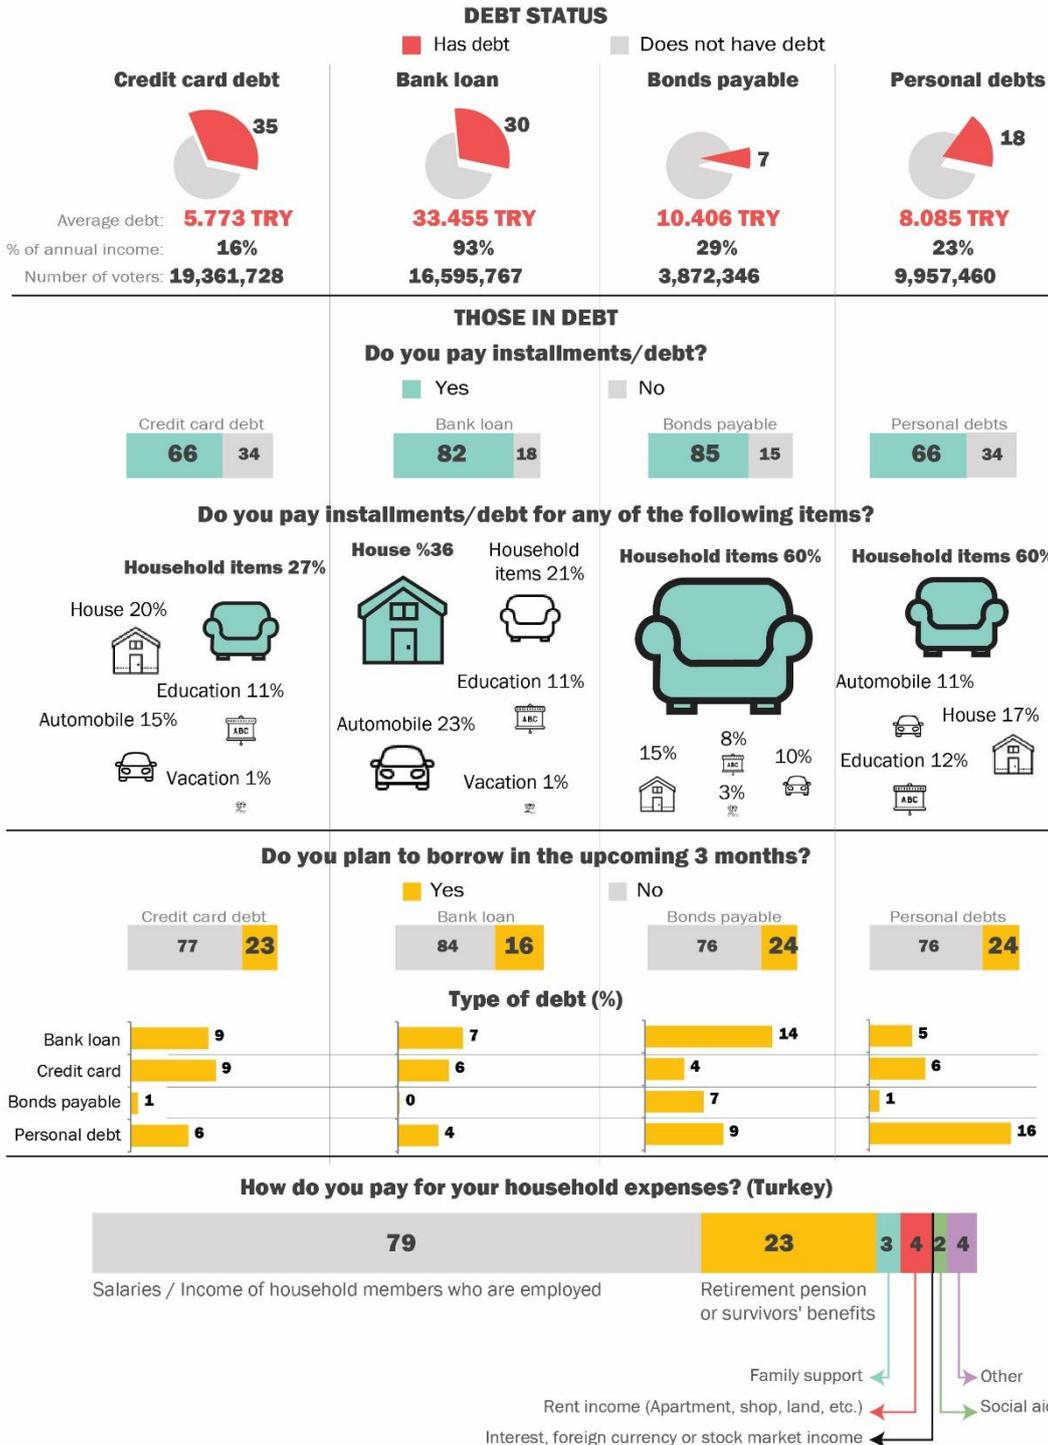 DEBT STATUS
Has debt Does not have debt
Credit card debt Bank loan Bonds payable Personal debts
35 30 7 18
Average debt: 5.773 TRY 33.455 TRY 10.406 TRY 8.085 TRY
% of annual income: 16% 93% 29% 23%
Number of voters: 19,361,728 16,595,767 3,872,346 9,957,460
THOSE IN DEBT
Do you pay installments/debt?
Yes No
Credit card debt Bank loan Bonds payable Personal debts
66 34 82 18 85 15 66 34
Do you pay installments/debt for any of the following items?
Household items 27%
House 20%
Education 11%
ABC
Automobile 15%
Vacation 1%
House %36
Household
items 21%
Education 11%
ABC
Automobile 23%
Vacation 1%
Household items 60%
15%
8%
ABC
10%
3%
Household items 60%
Automobile 11%
House 17%
Education 12%
ABC
Do you plan to borrow in the upcoming 3 months?
Yes No
Credit card debt Bank loan Bonds payable Personal debts
77 23 84 16 76 24 76 24
Type of debt (%)
Bank loan 9 7 14 5
Credit card 9 6 4 6
Bonds payable 1 0 7 1
Personal debt 6 4 9 16
How do you pay for your household expenses? (Turkey)
79 23 3 4 2 4
Salaries / Income of household members who are employed
Retirement pension
or survivors' benefits
Family support Other
Rent income (Apartment, shop, land, etc.) Social aid
Interest, foreign currency or stock market income